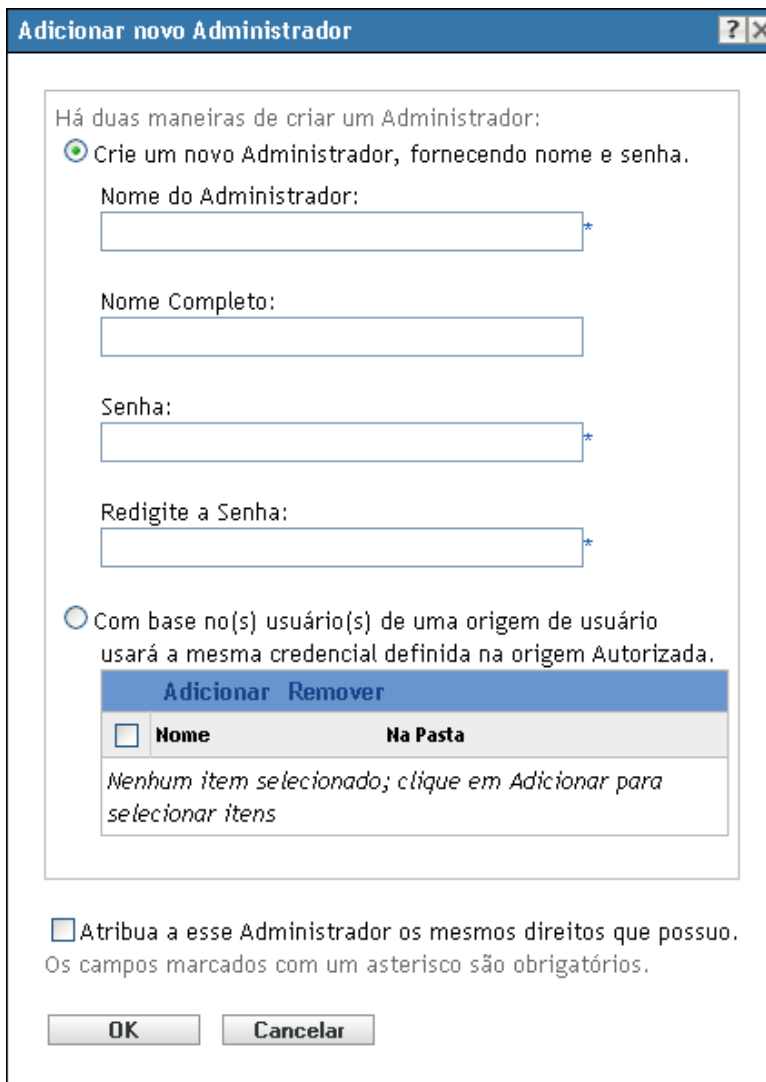 Adicionar novo Administrador
Há duas maneiras de criar um Administrador:
Crie um novo Administrador, fornecendo nome e senha.
Nome do Administrador:
*
Nome Completo:
Senha:
*
Redigite a Senha:
*
Com base no(s) usuário(s) de uma origem de usuário
usará a mesma credencial definida na origem Autorizada.
Adicionar Remover
Nome Na Pasta
Nenhum item selecionado; clique em Adicionar para
selecionar itens
Atribua a esse Administrador os mesmos direitos que possuo.
Os campos marcados com um asterisco são obrigatórios.
OK Cancelar